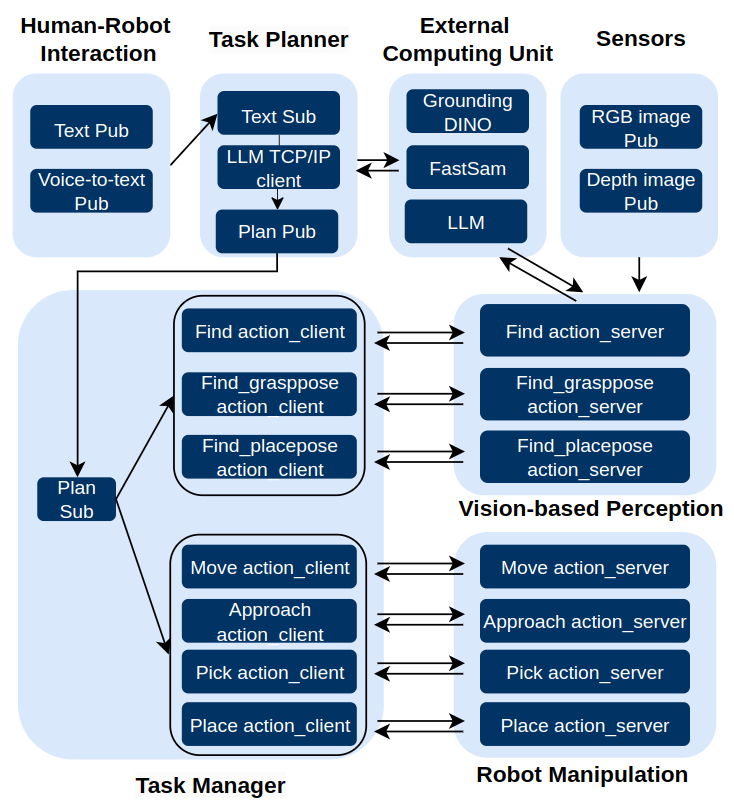 Human-Robot
Interaction
Text Pub
Voice-to-text
Pub
Task Planner
Text Sub
LLM TCP/IP
client
Plan Pub
External
Computing Unit
Grounding
DINO
FastSam
LLM
Sensors
RGB image
Pub
Depth image
Pub
Plan
Sub
Find action_client
Find_grasppose
action_client
Find_placepose
action_client
Move action_client
Approach
action_client
Pick action_client
Place action_client
Task Manager
Find action_server
Find_grasppose
action_server
Find_placepose
action_server
Vision-based Perception
Move action_server
Approach action_server
Pick action_server
Place action_server
Robot Manipulation